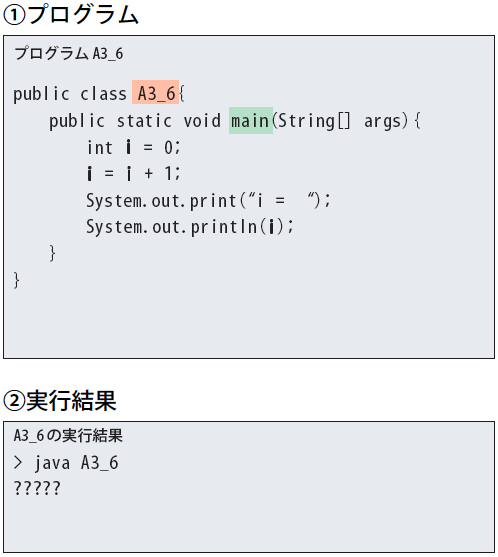 ①プログラム
プログラム A3_6
public class A3_6{
public static void main(String[] args){
int i = 0;
i = i + 1;
System.out.print(“i =  “);
System.out.println(i);
}
}
②実行結果
A3_6の実行結果
> java A3_6
?????